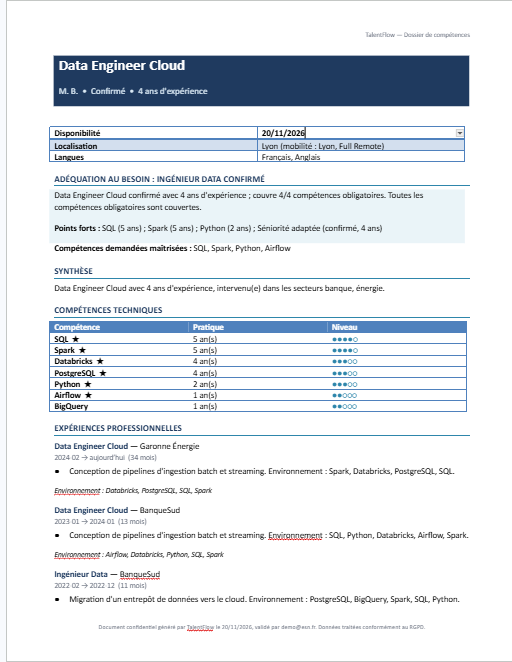 TalentFlow — Dossier de compétences
Data Engineer Cloud
M. B. • Confirmé • 4 ans d'expérience
Disponibilité 20/11/2026
Localisation Lyon (mobilité : Lyon, Full Remote)
Langues Français, Anglais
ADÉQUATION AU BESOIN : INGÉNIEUR DATA CONFIRMÉ
Data Engineer Cloud confirmé avec 4 ans d'expérience ; couvre 4/4 compétences obligatoires. Toutes les
compétences obligatoires sont couvertes.
Points forts : SQL (5 ans) ; Spark (5 ans) ; Python (2 ans) ; Séniorité adaptée (confirmé, 4 ans)
Compétences demandées maîtrisées : SQL, Spark, Python, Airflow
SYNTHÈSE
Data Engineer Cloud avec 4 ans d'expérience, intervenu(e) dans les secteurs banque, énergie.
COMPÉTENCES TECHNIQUES
Compétence Pratique Niveau
SQL ★ 5 an(s) ●●●●○
Spark ★ 5 an(s) ●●●●○
Databricks ★ 4 an(s) ●●●○○
PostgreSQL ★ 4 an(s) ●●●○○
Python ★ 2 an(s) ●●●○○
Airflow ★ 1 an(s) ●●○○○
BigQuery 1 an(s) ●●○○○
EXPÉRIENCES PROFESSIONNELLES
Data Engineer Cloud — Garonne Énergie
2024-02 → aujourd'hui (34 mois)
• Conception de pipelines d'ingestion batch et streaming. Environnement : Spark, Databricks, PostgreSQL, SQL.
Environnement : Databricks, PostgreSQL, SQL, Spark
Data Engineer Cloud — BanqueSud
2023-01 → 2024-01 (13 mois)
• Conception de pipelines d'ingestion batch et streaming. Environnement : SQL, Python, Databricks, Airflow, Spark.
Environnement : Airflow, Databricks, Python, SQL, Spark
Ingénieur Data — BanqueSud
2022-02 → 2022-12 (11 mois)
• Migration d'un entrepôt de données vers le cloud. Environnement : PostgreSQL, BigQuery, Spark, SQL, Python.
Document confidentiel généré par TalentFlow le 20/11/2026, validé par demo@esn.fr. Données traitées conformément au RGPD.